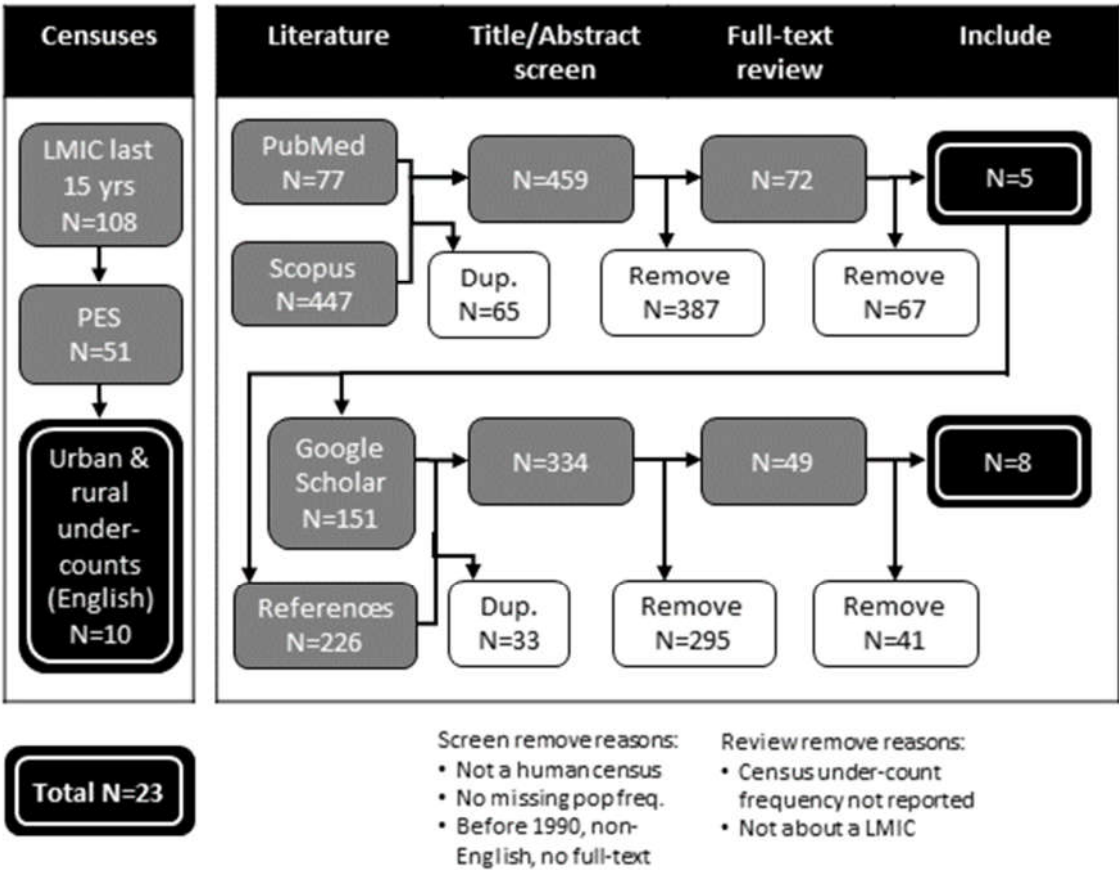 Censuses
LMIC last
15 yrs
N=108
PES
N=51
Urban &
rural
under-
counts
(English)
N=10
Literature
Title/Abstract
screen
Full-text
review
Include
PubMed
N=77
Scopus
N=447
Dup.
N=65
N=459
Remove
N=387
N=72
Remove
N=67
N=5
Google
Scholar
N=151
References
N=226
Dup.
N=33
N=334
Remove
N=295
N=49
Remove
N=41
N=8
Total N=23
Screen remove reasons:
• Not a human census
• No missing pop freq.
• Before 1990, non-
English, no full-text
Review remove reasons:
• Census under-count
frequency not reported
• Not about a LMIC